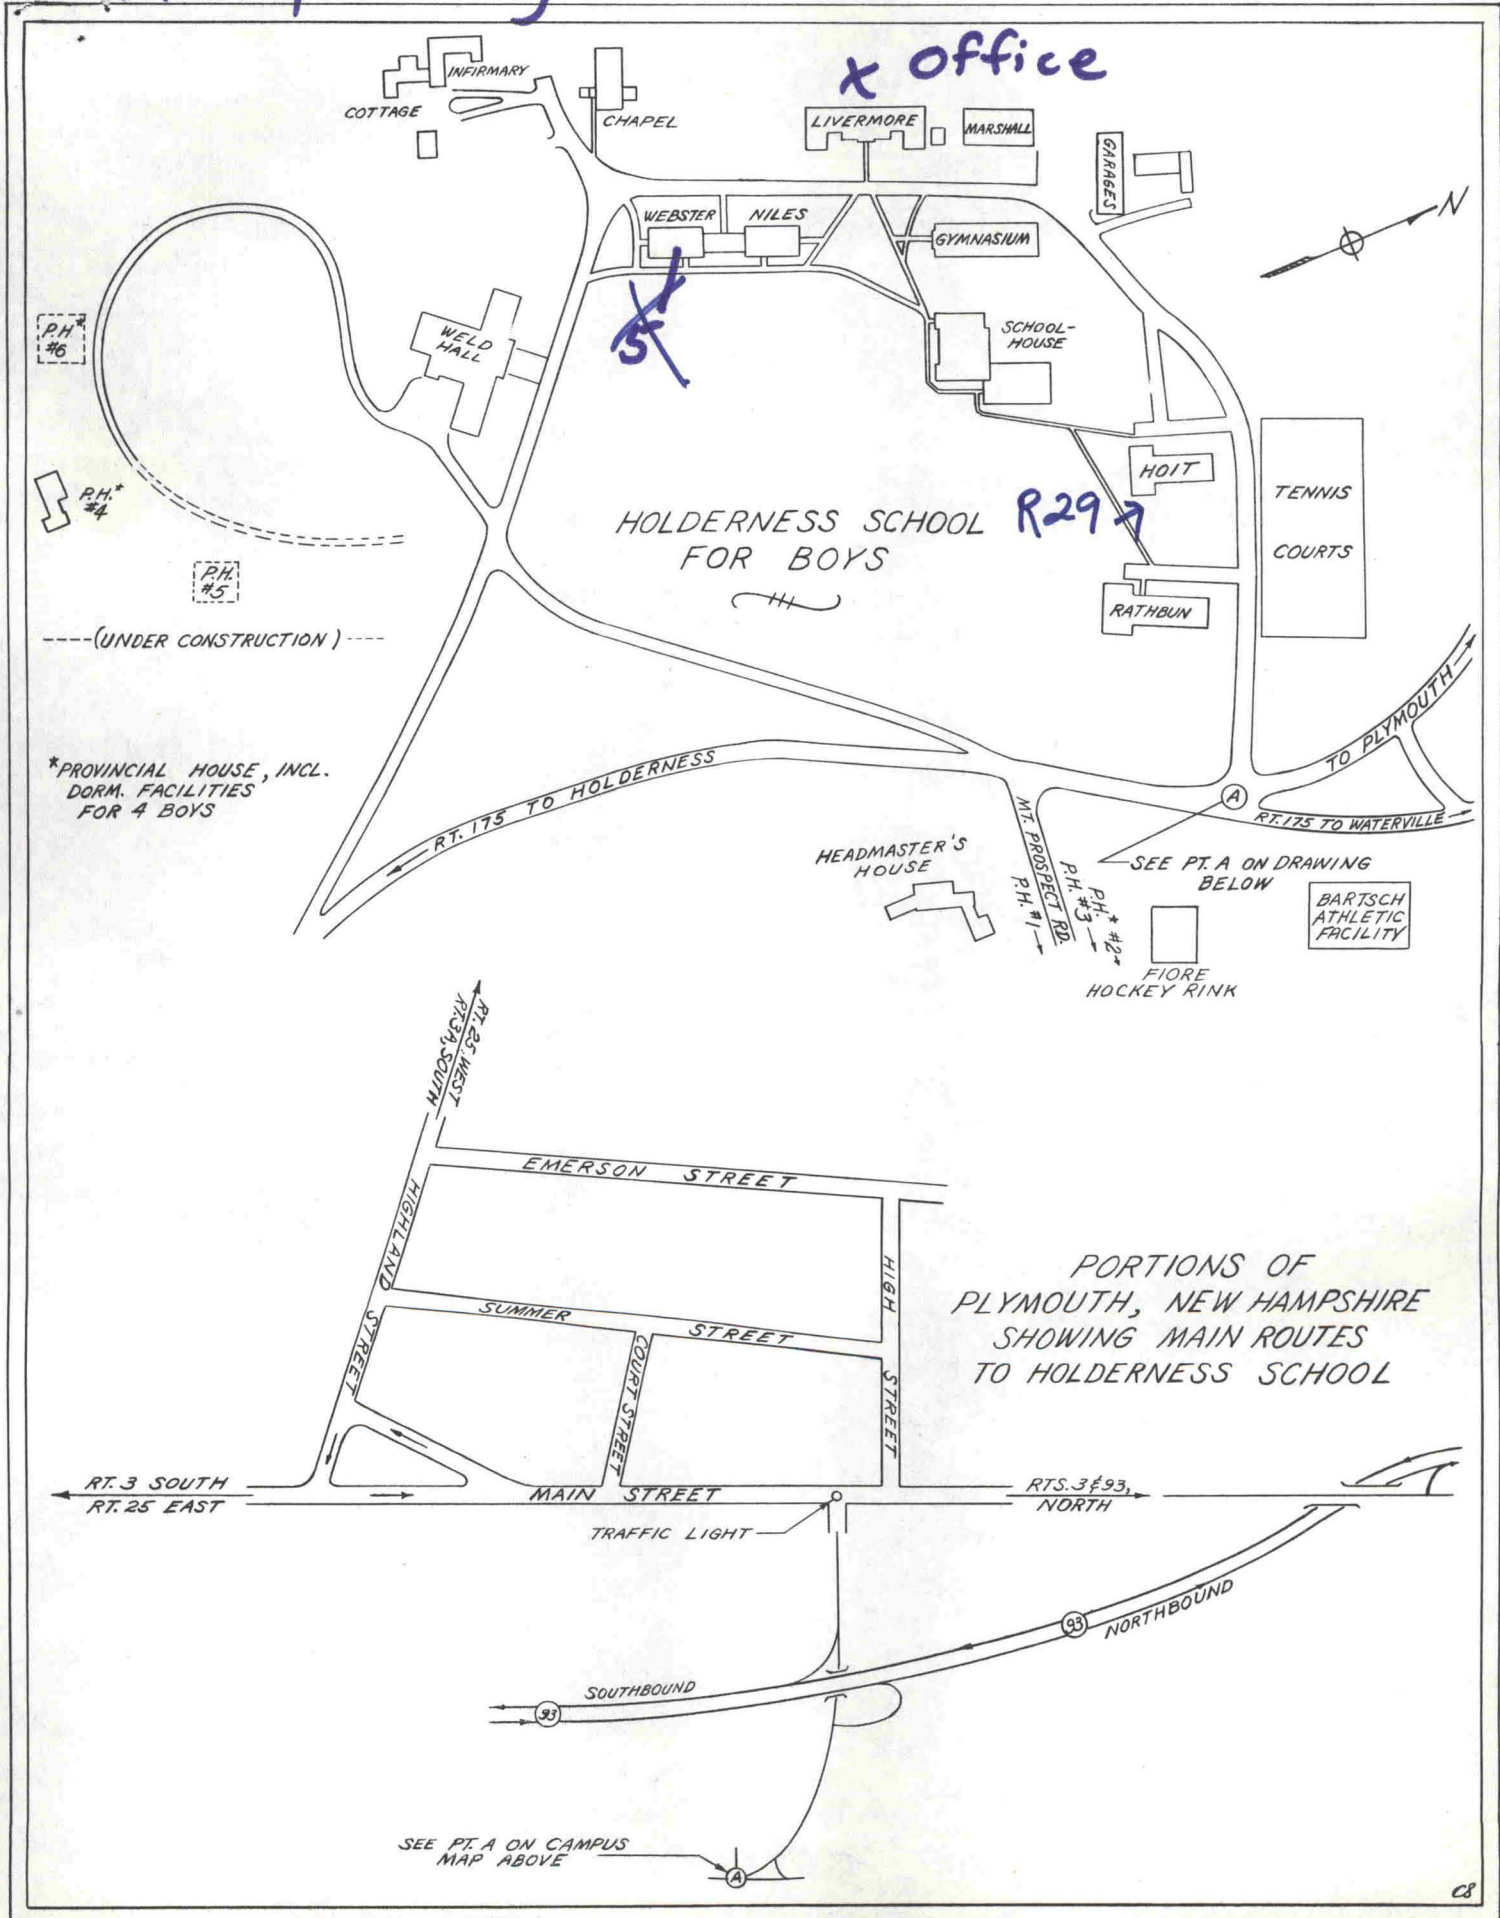 x Office
INFIRMARY
COTTAGE
CHAPEL
LIVERMORE
MARSHALL
GARAGES
N
WEBSTER
NILES
GYMNASIUM
5
P.H.*
#6
WELD
HALL
SCHOOL-
HOUSE
HOIT
TENNIS
COURTS
P.H.*
#4
HOLDERNESS SCHOOL
FOR BOYS
R29
P.H.
#5
RATHBUN
----(UNDER CONSTRUCTION)----
*PROVINCIAL HOUSE, INCL.
DORM. FACILITIES
FOR 4 BOYS
RT. 175 TO HOLDERNESS
TO PLYMOUTH
A
RT. 175 TO WATERVILLE
MT. PROSPECT RD.
HEADMASTER'S
HOUSE
SEE PT. A ON DRAWING
BELOW
P.H. #1
P.H. #3
P.H.* #2
BARTSCH
ATHLETIC
FACILITY
FIORE
HOCKEY RINK
RT. 25, WEST
RT. 3A, SOUTH
EMERSON STREET
HIGHLAND STREET
HIGH STREET
SUMMER STREET
COURT STREET
PORTIONS OF
PLYMOUTH, NEW HAMPSHIRE
SHOWING MAIN ROUTES
TO HOLDERNESS SCHOOL
RT. 3 SOUTH
RT. 25 EAST
MAIN STREET
RTS. 3 & 93,
NORTH
TRAFFIC LIGHT
93
NORTHBOUND
SOUTHBOUND
93
SEE PT. A ON CAMPUS
MAP ABOVE
A